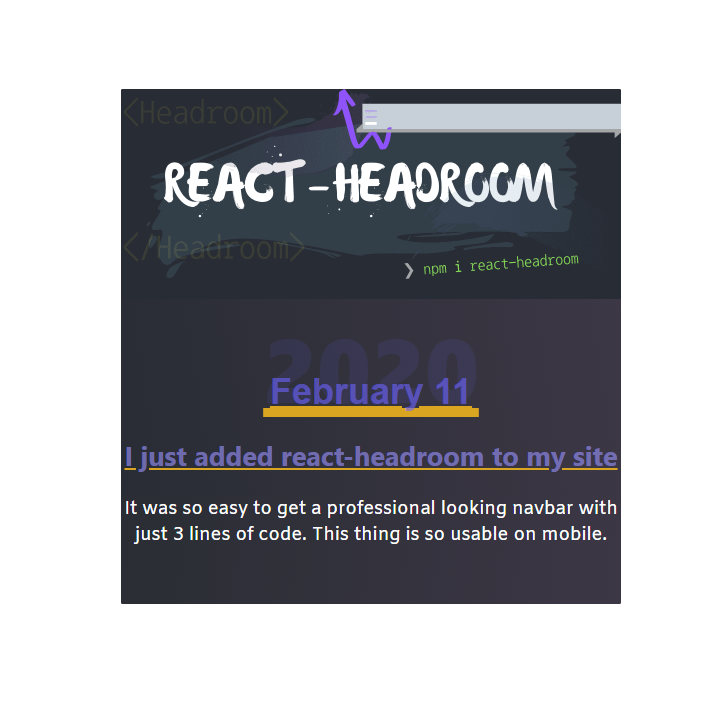 <Headroom>
REACT-HEADROOM
</Headroom>
❯ npm i react-headroom
2020
February 11
I just added react-headroom to my site
It was so easy to get a professional looking navbar with
just 3 lines of code. This thing is so usable on mobile.